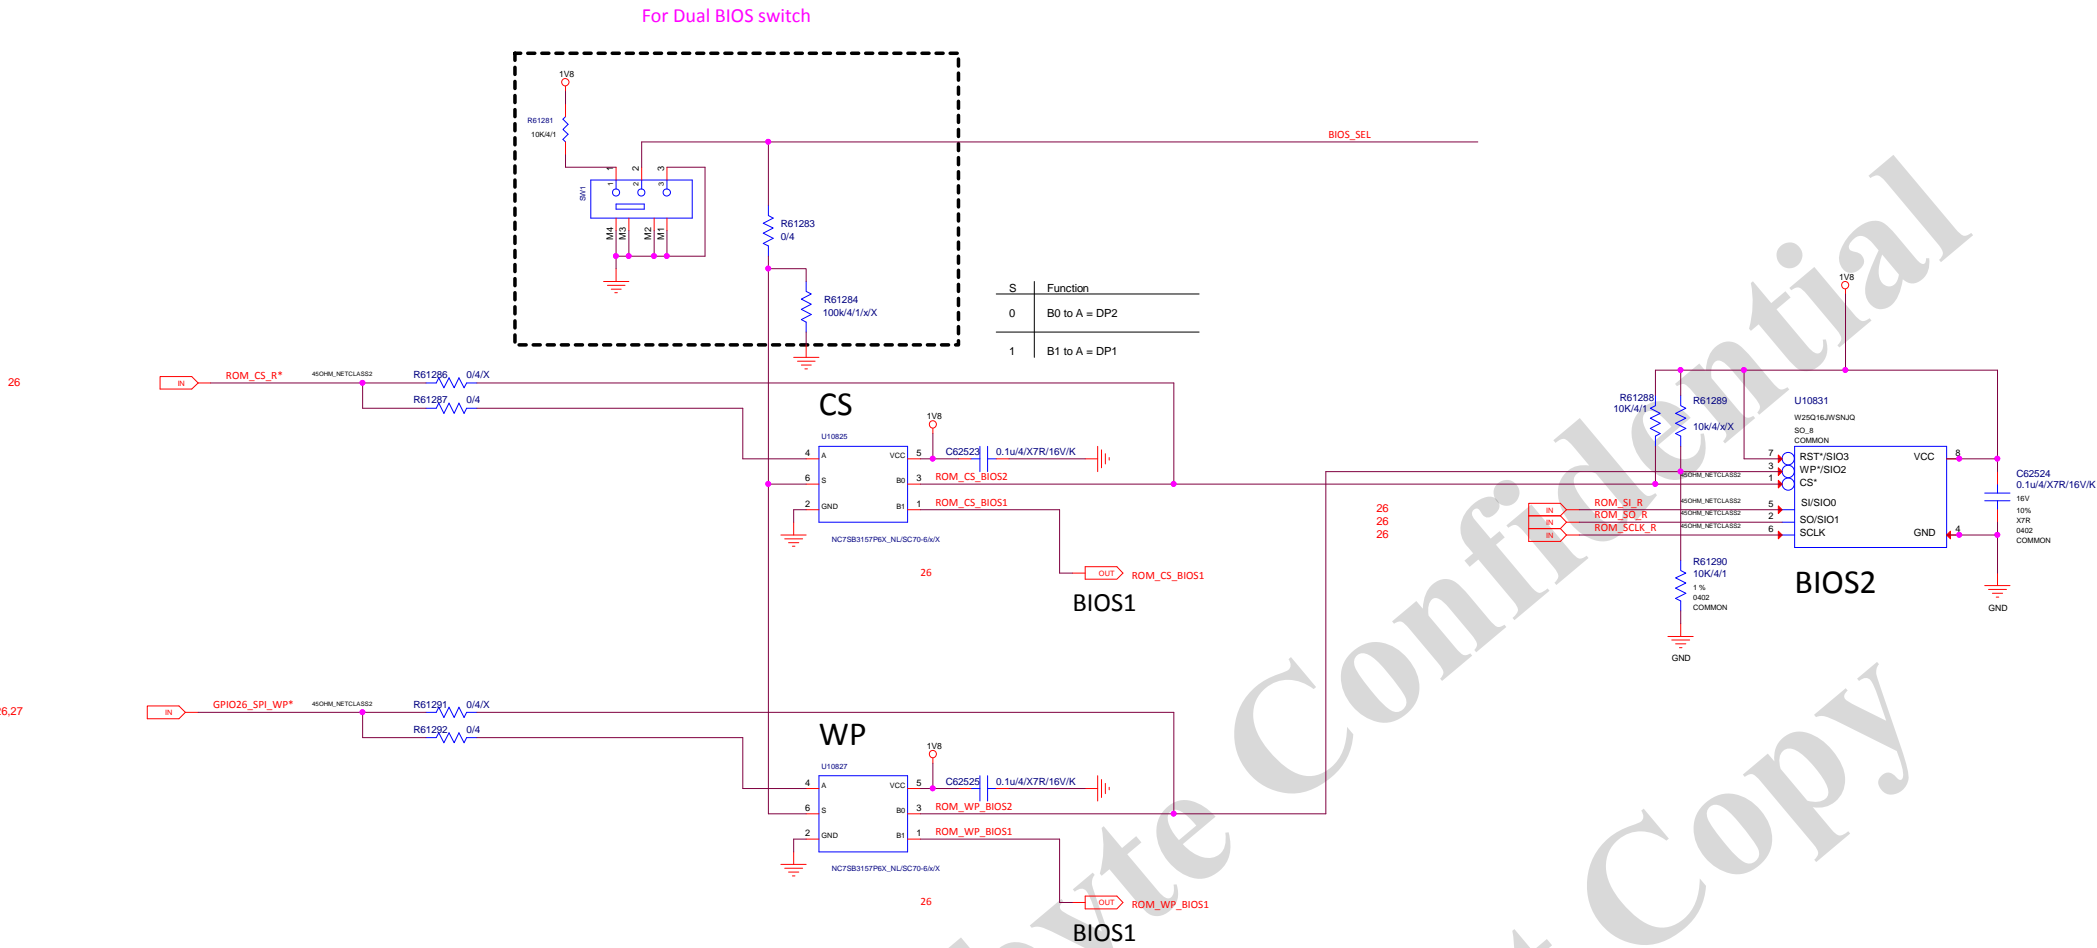 For Dual BIOS switch
1V8
R61281
10K/4/1
BIOS_SEL
1
2
3
1
2
3
SW1
M4
M3
M2
M1
R61283
0/4
R61284
100k/4/1/x/X
S Function
0 B0 to A = DP2
1 B1 to A = DP1
26
IN
ROM_CS_R*
45OHM_NETCLASS2
R61286
0/4/X
R61287
0/4
CS
1V8
U10825
4
A
VCC
5
C62523
0.1u/4/X7R/16V/K
6
S
B0
3
ROM_CS_BIOS2
2
GND
B1
1
ROM_CS_BIOS1
NC7SB3157P6X_NL/SC70-6/x/X
26
OUT
ROM_CS_BIOS1
BIOS1
1V8
R61288
10K/4/1
R61289
10k/4/x/X
U10831
W25Q16JWSNJQ
SO_8
COMMON
7
RST*/SIO3
VCC
8
3
WP*/SIO2
45OHM_NETCLASS2
1
CS*
C62524
0.1u/4/X7R/16V/K
16V
10%
X7R
0402
COMMON
26
IN
ROM_SI_R
45OHM_NETCLASS2
5
SI/SIO0
26
IN
ROM_SO_R
45OHM_NETCLASS2
2
SO/SIO1
26
IN
ROM_SCLK_R
45OHM_NETCLASS2
6
SCLK
GND
4
R61290
10K/4/1
1 %
0402
COMMON
BIOS2
GND
GND
26,27
IN
GPIO26_SPI_WP*
45OHM_NETCLASS2
R61291
0/4/X
R61292
0/4
WP
1V8
U10827
4
A
VCC
5
C62525
0.1u/4/X7R/16V/K
6
S
B0
3
ROM_WP_BIOS2
2
GND
B1
1
ROM_WP_BIOS1
NC7SB3157P6X_NL/SC70-6/x/X
26
OUT
ROM_WP_BIOS1
BIOS1
Confidential
Copy